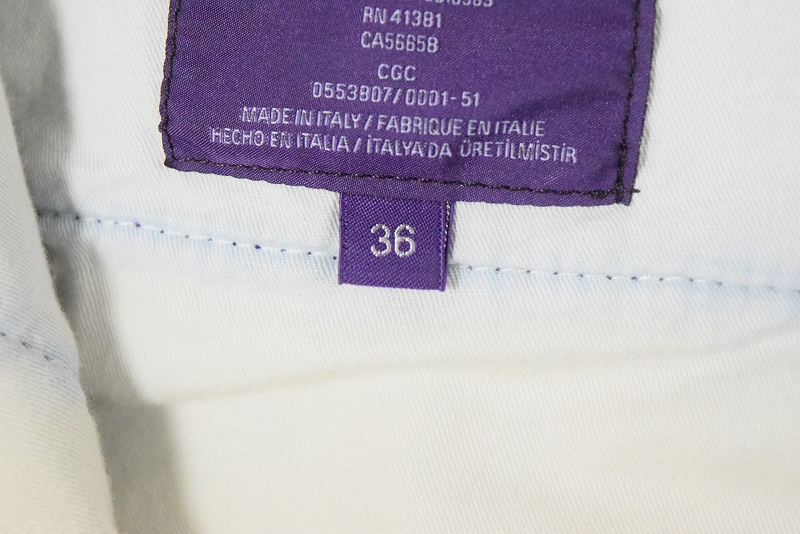 RN 41381
CA56658
CGC
0553807/0001-51
MADE IN ITALY / FABRIQUE EN ITALIE
HECHO EN ITALIA / İTALYA'DA ÜRETİLMİSTİR
36